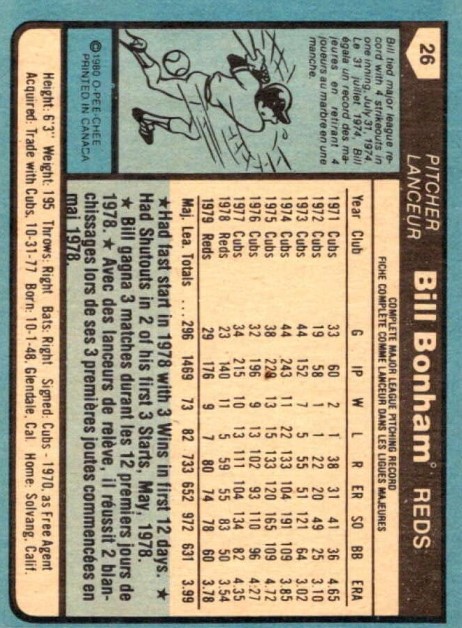 26
PITCHER
LANCEUR
Bill Bonham
REDS
Bill tied major league re-
cord with 4 strikeouts in
one inning, July 31, 1974.
Le 31 juillet 1974, Bill
égala un record des ma-
jeures en retirant 4
joueurs au marbre en une
manche.
©1980 O-PEE-CHEE
PRINTED IN CANADA
COMPLETE MAJOR LEAGUE PITCHING RECORD
FICHE COMPLÈTE COMME LANCEUR DANS LES LIGUES MAJEURES
Year Club G IP W L R ER SO BB ERA
1971 Cubs 33 60 2 1 38 31 41 36 4.65
1972 Cubs 19 58 1 1 22 20 49 25 3.10
1973 Cubs 44 152 7 5 55 51 121 64 3.02
1974 Cubs 44 243 11 22 133 104 191 109 3.85
1975 Cubs 38 229 13 15 133 120 165 109 4.72
1976 Cubs 32 196 9 13 102 93 110 96 4.27
1977 Cubs 34 215 10 13 111 104 134 82 4.35
1978 Reds 23 140 11 5 59 55 83 50 3.54
1979 Reds 29 176 9 7 80 74 78 60 3.78
Maj. Lea. Totals ...296 1469 73 82 733 652 972 631 3.99
★Had fast start in 1978 with 3 Wins in first 12 days. ★
Had Shutouts in 2 of his first 3 Starts, May, 1978.
★ Bill gagna 3 matches durant les 12 premiers jours de
1978. ★ Avec des lanceurs de relève, il réussit 2 blan-
chissages lors de ses 3 premières joutes commencées en
mai 1978.
Height: 6'3" Weight: 195 Throws: Right Bats: Right Signed: Cubs - 1970, as Free Agent
Acquired: Trade with Cubs, 10-31-77 Born: 10-1-48, Glendale, Cal. Home: Solvang, Calif.